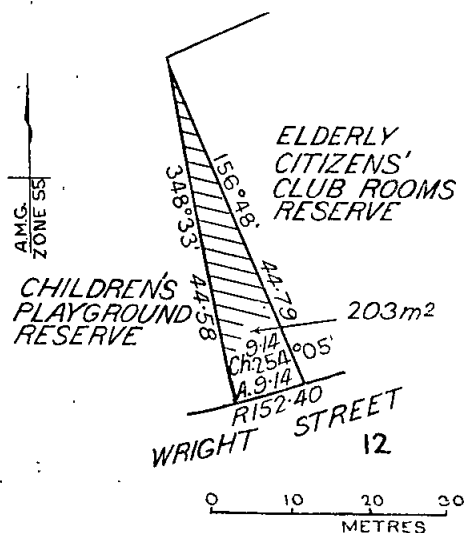 A.M.G.
ZONE 55
ELDERLY
CITIZENS'
CLUB ROOMS
RESERVE
156°48'
348°33'
CHILDREN'S
PLAYGROUND
RESERVE
44·58
44·79
203m²
9·14
Ch.254°05'
A.9·14
R152·40
WRIGHT STREET
12
0 10 20 30
METRES